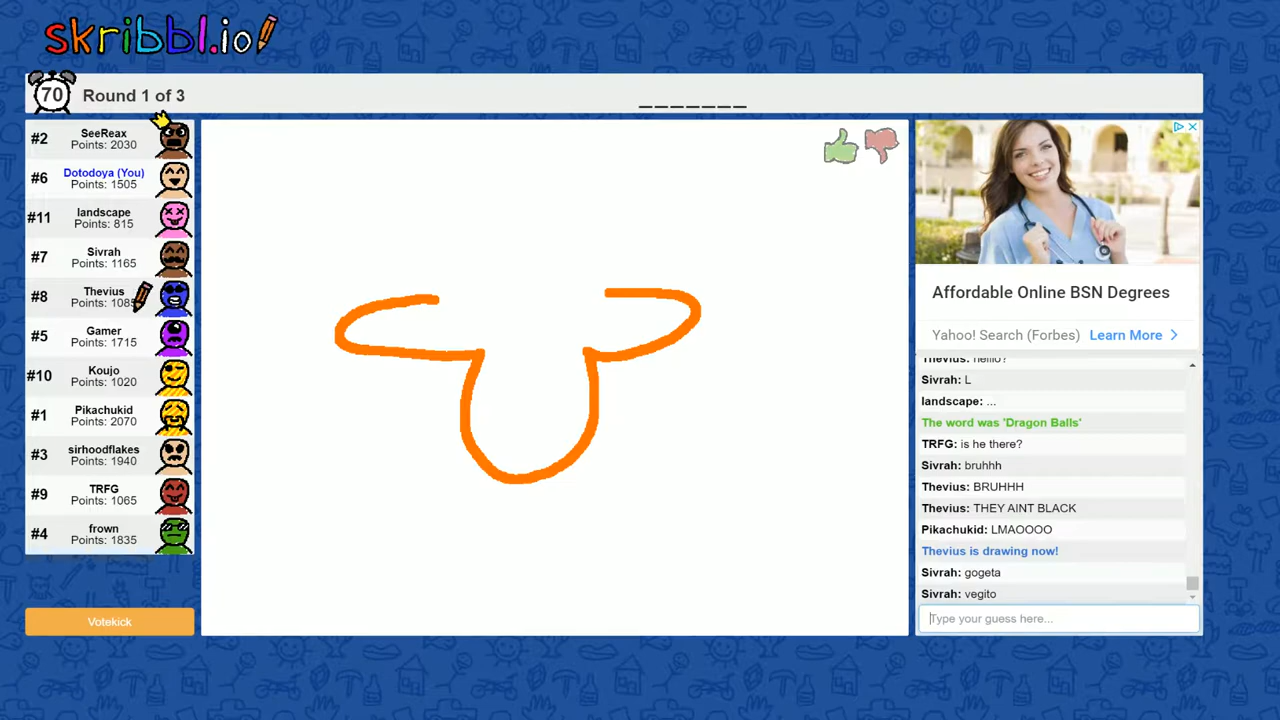 skribbl.io!
70 Round 1 of 3
_______
#2 SeeReax
Points: 2030
#6 Dotodoya (You)
Points: 1505
#11 landscape
Points: 815
#7 Sivrah
Points: 1165
#8 Thevius
Points: 1085
#5 Gamer
Points: 1715
#10 Koujo
Points: 1020
#1 Pikachukid
Points: 2070
#3 sirhoodflakes
Points: 1940
#9 TRFG
Points: 1065
#4 frown
Points: 1835
Votekick
Affordable Online BSN Degrees
Yahoo! Search (Forbes) Learn More >
Sivrah: L
landscape: ...
The word was 'Dragon Balls'
TRFG: is he there?
Sivrah: bruhhh
Thevius: BRUHHH
Thevius: THEY AINT BLACK
Pikachukid: LMAOOOO
Thevius is drawing now!
Sivrah: gogeta
Sivrah: vegito
Type your guess here...